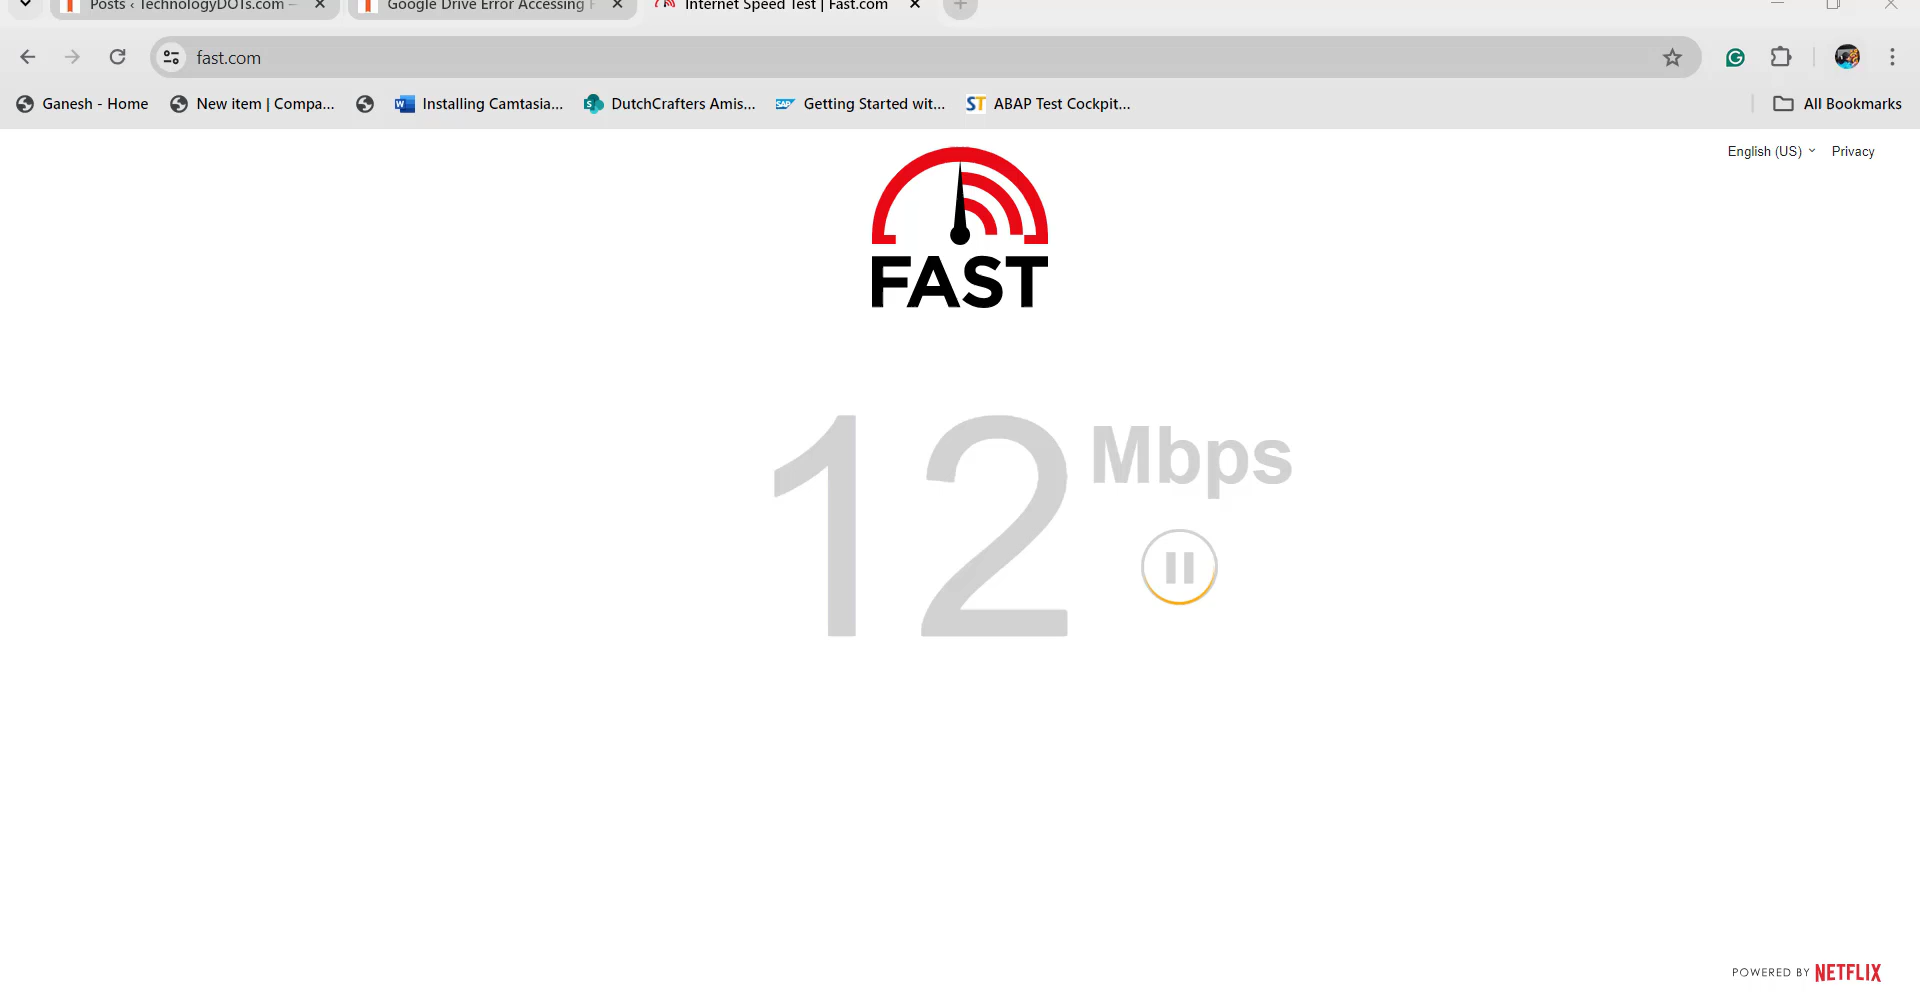 Posts ‹ TechnologyDOTs.com —
Google Drive Error Accessing
Internet Speed Test | Fast.com
fast.com
Ganesh - Home
New item | Compa...
Installing Camtasia...
DutchCrafters Amis...
Getting Started wit...
ABAP Test Cockpit...
All Bookmarks
English (US)
Privacy
FAST
12 Mbps
POWERED BY NETFLIX